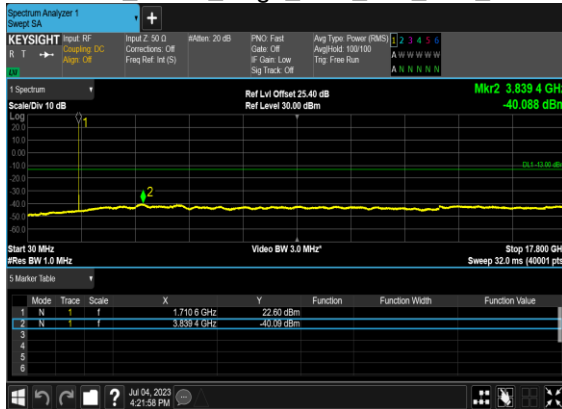 Spectrum Analyzer 1
Swept SA
+
KEYSIGHT Input: RF Input Z: 50 Ω #Atten: 20 dB PNO: Fast Avg Type: Power (RMS) 1 2 3 4 5 6
R T Coupling: DC Corrections: Off Gate: Off Avg|Hold: 100/100 A W W W W W
Align: Off Freq Ref: Int (S) IF Gain: Low Trig: Free Run
LU Sig Track: Off A N N N N N
1 Spectrum Ref Lvl Offset 25.40 dB Mkr2 3.839 4 GHz
Scale/Div 10 dB Ref Level 30.00 dBm -40.088 dBm
Log
20.0
10.0
0.00
-10.0
DL1 -13.00 dBm
-20.0
-30.0
-40.0
-50.0
-60.0
1
2
Start 30 MHz Video BW 3.0 MHz* Stop 17.800 GHz
#Res BW 1.0 MHz Sweep 32.0 ms (40001 pts)
5 Marker Table
Mode Trace Scale X Y Function Function Width Function Value
1 N 1 f 1.710 6 GHz 22.60 dBm
2 N 1 f 3.839 4 GHz -40.09 dBm
3
4
5
6
? Jul 04, 2023
4:21:58 PM